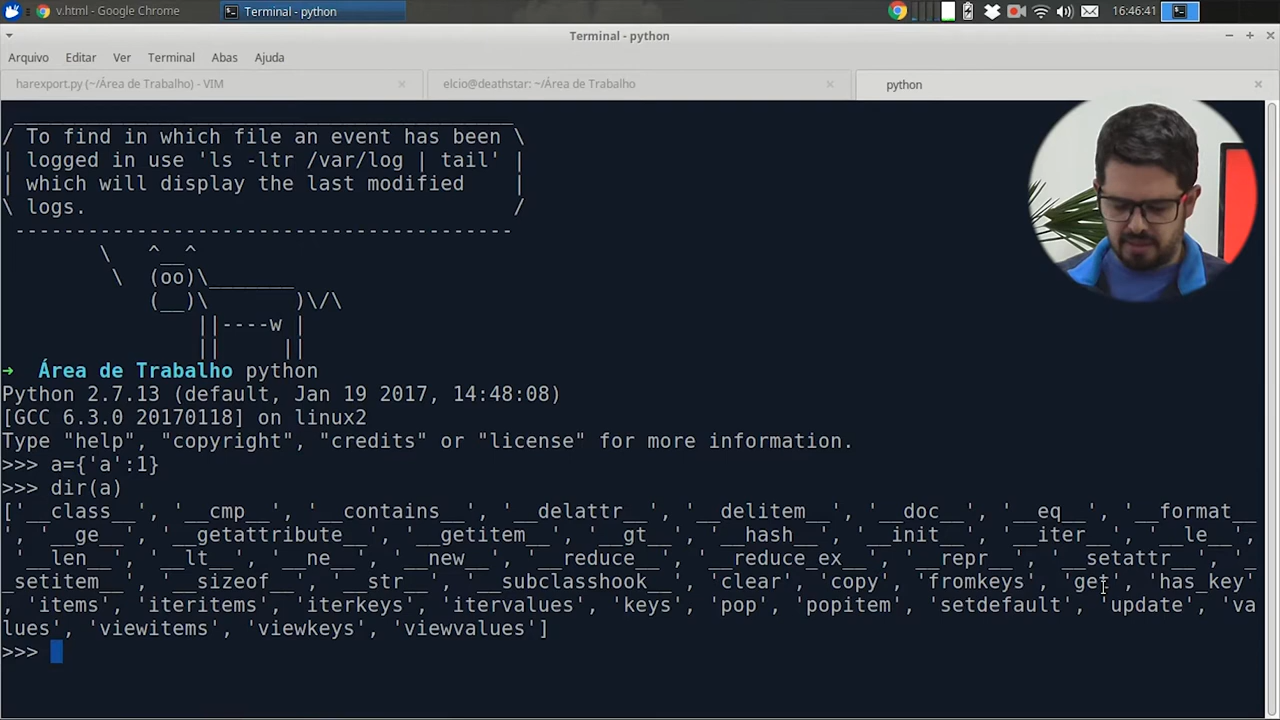 v.html - Google Chrome
Terminal - python
16:46:41
Terminal - python
Arquivo Editar Ver Terminal Abas Ajuda
harexport.py (~/Área de Trabalho) - VIM
elcio@deathstar: ~/Área de Trabalho
python
 _________________________________________
/ To find in which file an event has been \
| logged in use 'ls -ltr /var/log | tail' |
| which will display the last modified    |
\ logs.                                   /
 -----------------------------------------
        \   ^__^
         \  (oo)\_______
            (__)\       )\/\
                ||----w |
                ||     ||
➜  Área de Trabalho python
Python 2.7.13 (default, Jan 19 2017, 14:48:08)
[GCC 6.3.0 20170118] on linux2
Type "help", "copyright", "credits" or "license" for more information.
>>> a={'a':1}
>>> dir(a)
['__class__', '__cmp__', '__contains__', '__delattr__', '__delitem__', '__doc__', '__eq__', '__format__
', '__ge__', '__getattribute__', '__getitem__', '__gt__', '__hash__', '__init__', '__iter__', '__le__',
'__len__', '__lt__', '__ne__', '__new__', '__reduce__', '__reduce_ex__', '__repr__', '__setattr__', '_
_setitem__', '__sizeof__', '__str__', '__subclasshook__', 'clear', 'copy', 'fromkeys', 'get', 'has_key'
, 'items', 'iteritems', 'iterkeys', 'itervalues', 'keys', 'pop', 'popitem', 'setdefault', 'update', 'va
lues', 'viewitems', 'viewkeys', 'viewvalues']
>>>